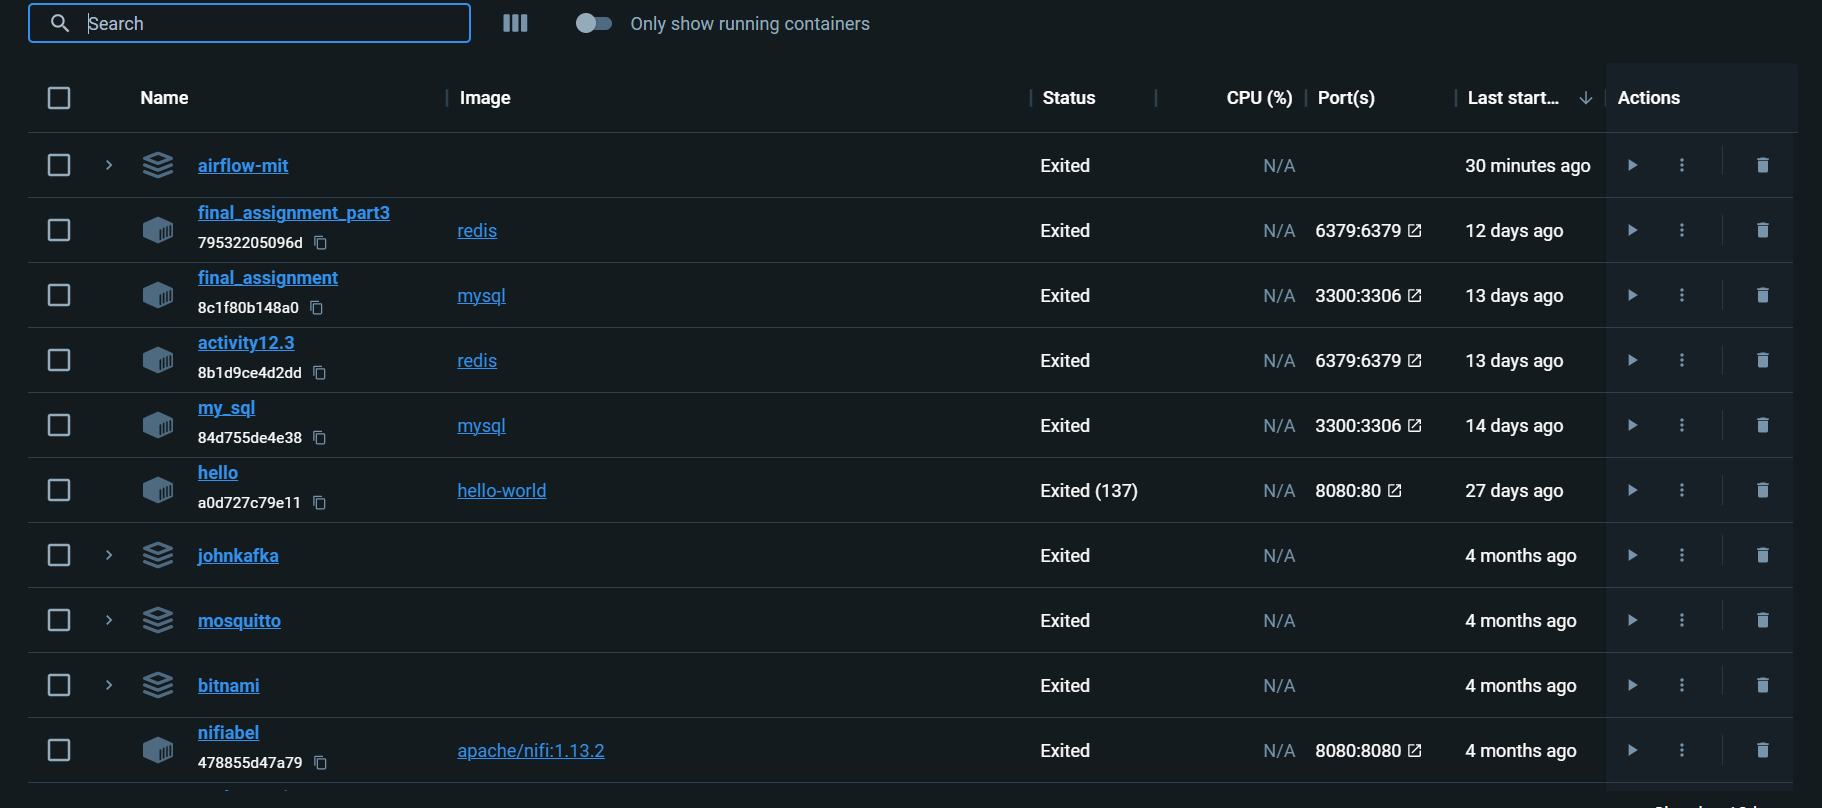 Search
Only show running containers
Name Image Status CPU (%) Port(s) Last start... Actions
airflow-mit Exited N/A 30 minutes ago
final_assignment_part3
79532205096d redis Exited N/A 6379:6379 12 days ago
final_assignment
8c1f80b148a0 mysql Exited N/A 3300:3306 13 days ago
activity12.3
8b1d9ce4d2dd redis Exited N/A 6379:6379 13 days ago
my_sql
84d755de4e38 mysql Exited N/A 3300:3306 14 days ago
hello
a0d727c79e11 hello-world Exited (137) N/A 8080:80 27 days ago
johnkafka Exited N/A 4 months ago
mosquitto Exited N/A 4 months ago
bitnami Exited N/A 4 months ago
nifiabel
478855d47a79 apache/nifi:1.13.2 Exited N/A 8080:8080 4 months ago